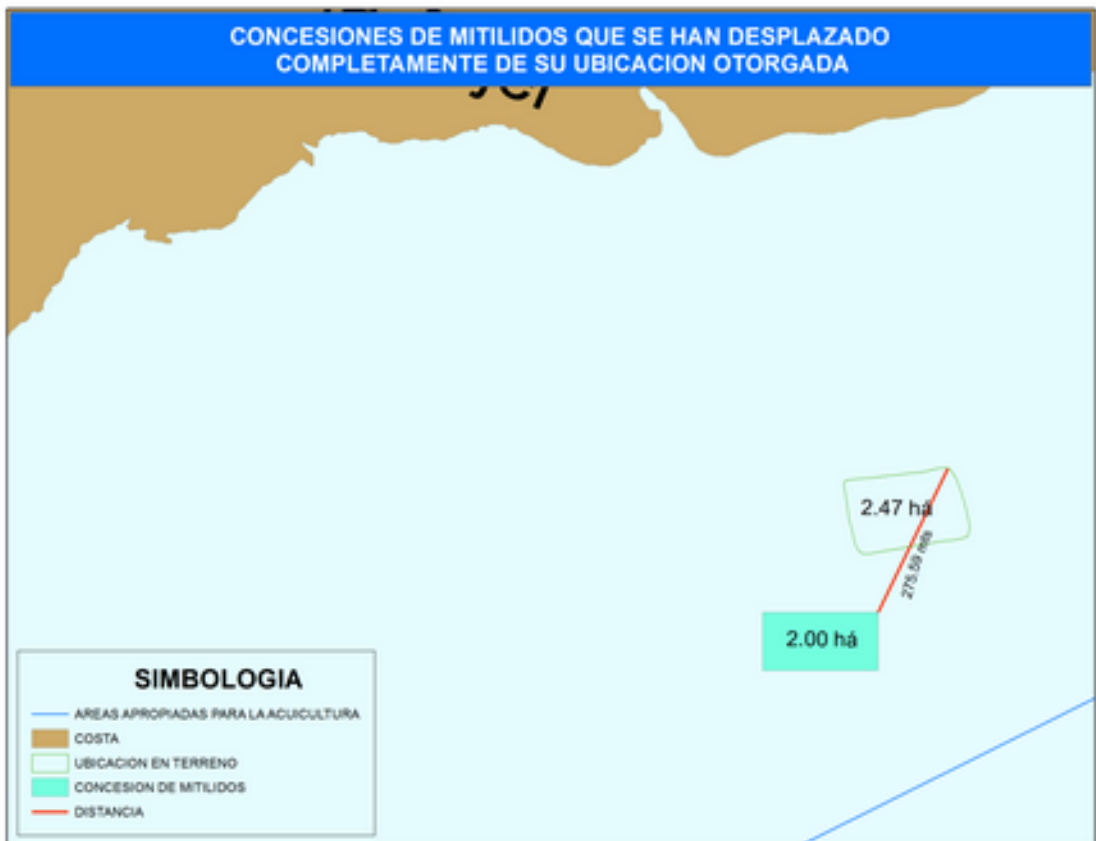 CONCESIONES DE MITILIDOS QUE SE HAN DESPLAZADO
COMPLETAMENTE DE SU UBICACION OTORGADA
2.47 há
275.59 mts
2.00 há
SIMBOLOGIA
AREAS APROPIADAS PARA LA ACUICULTURA
COSTA
UBICACION EN TERRENO
CONCESION DE MITILIDOS
DISTANCIA